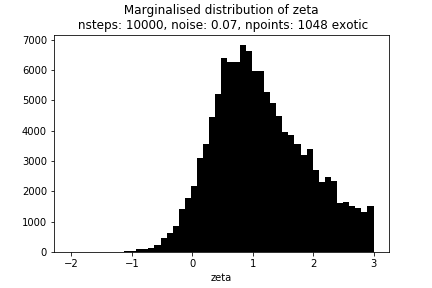 Marginalised distribution of zeta
nsteps: 10000, noise: 0.07, npoints: 1048 exotic
7000
6000
5000
4000
3000
2000
1000
0
−2 −1 0 1 2 3
zeta